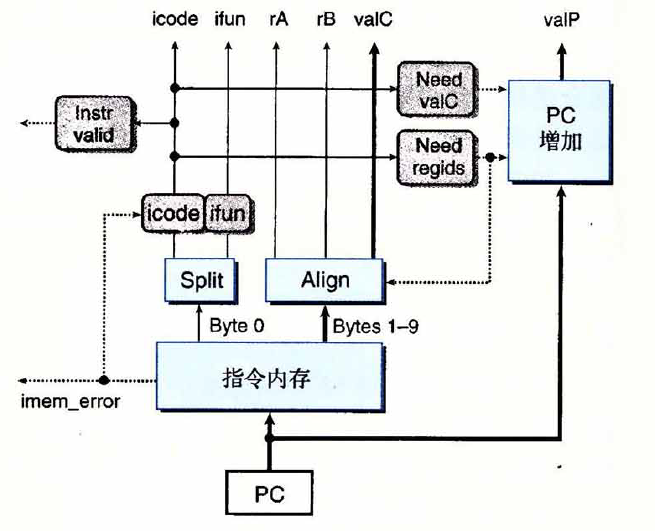 icode ifun rA rB valC valP
Need
valC
Instr
valid
PC
增加
Need
regids
icode ifun
Split
Align
Byte 0
Bytes 1–9
指令内存
imem_error
PC